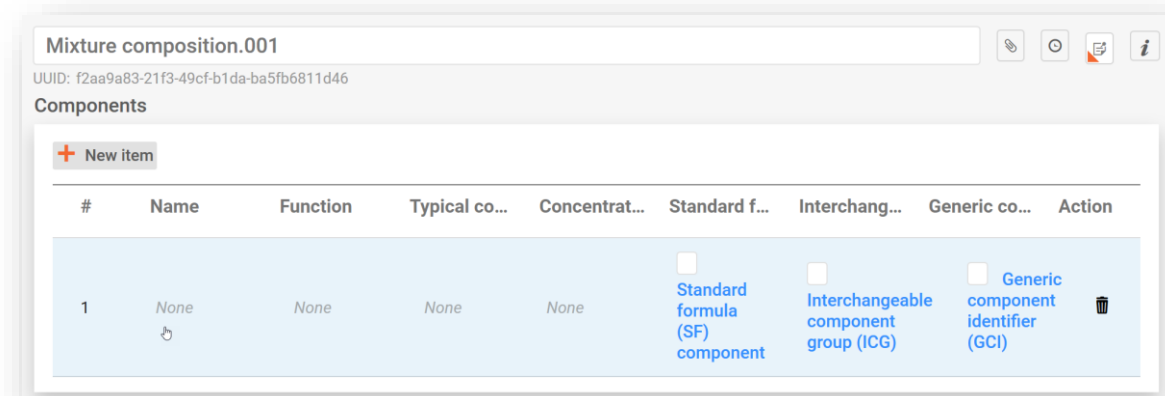 Mixture composition.001
UUID: f2aa9a83-21f3-49cf-b1da-ba5fb6811d46
Components
New item
# Name Function Typical co... Concentrat... Standard f... Interchang... Generic co... Action
1 None None None None
Standard
formula
(SF)
component
Interchangeable
component
group (ICG)
Generic
component
identifier
(GCI)